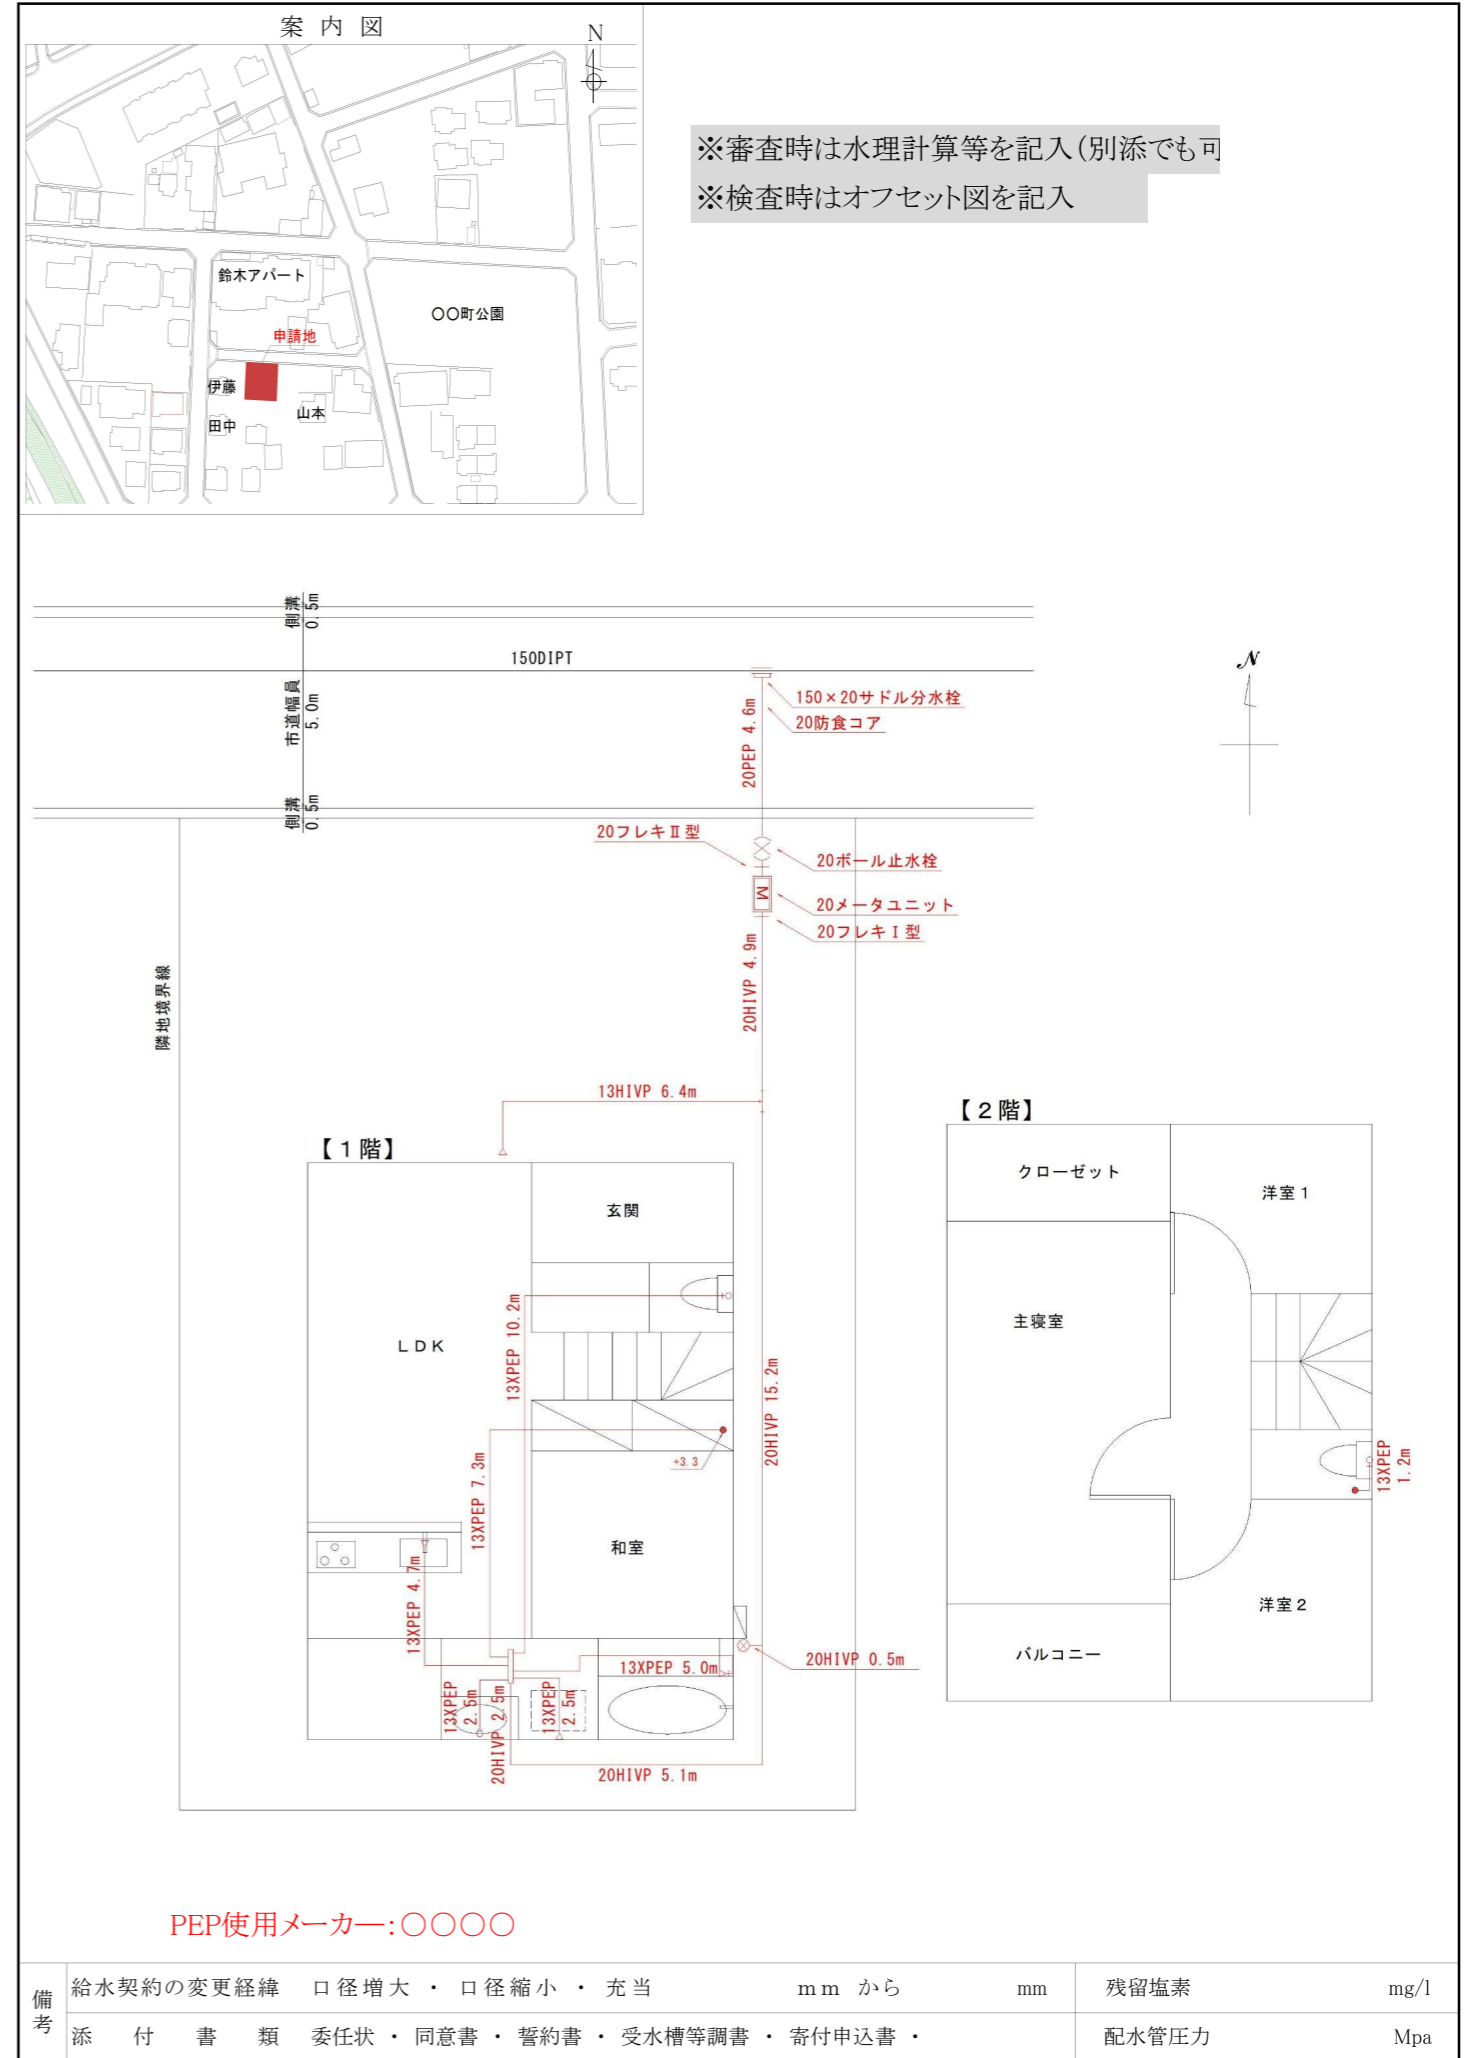 案内図
N
※審査時は水理計算等を記入(別添でも可
※検査時はオフセット図を記入
鈴木アパート
〇〇町公園
申請地
伊藤
山本
田中
側溝
0.5m
150DIPT
N
市道幅員
5.0m
20PEP 4.6m
150×20サドル分水栓
20防食コア
側溝
0.5m
20フレキⅡ型
20ボール止水栓
M
20メータユニット
20フレキⅠ型
20HIVP 4.9m
隣地境界線
13HIVP 6.4m
【1階】
【2階】
クローゼット
洋室1
玄関
13XPEP 10.2m
主寝室
LDK
20HIVP 15.2m
13XPEP 7.3m
+3.3
13XPEP
1.2m
和室
13XPEP 4.7m
洋室2
バルコニー
20HIVP 0.5m
13XPEP 5.0m
13XPEP
2.5m
20HIVP 2.5m
13XPEP
2.5m
20HIVP 5.1m
PEP使用メーカ―:〇〇〇〇
備考
給水契約の変更経緯 口径増大 ・ 口径縮小 ・ 充当 mm から mm 残留塩素 mg/l
添付書類 委任状 ・ 同意書 ・ 誓約書 ・ 受水槽等調書 ・ 寄付申込書 ・ 配水管圧力 Mpa